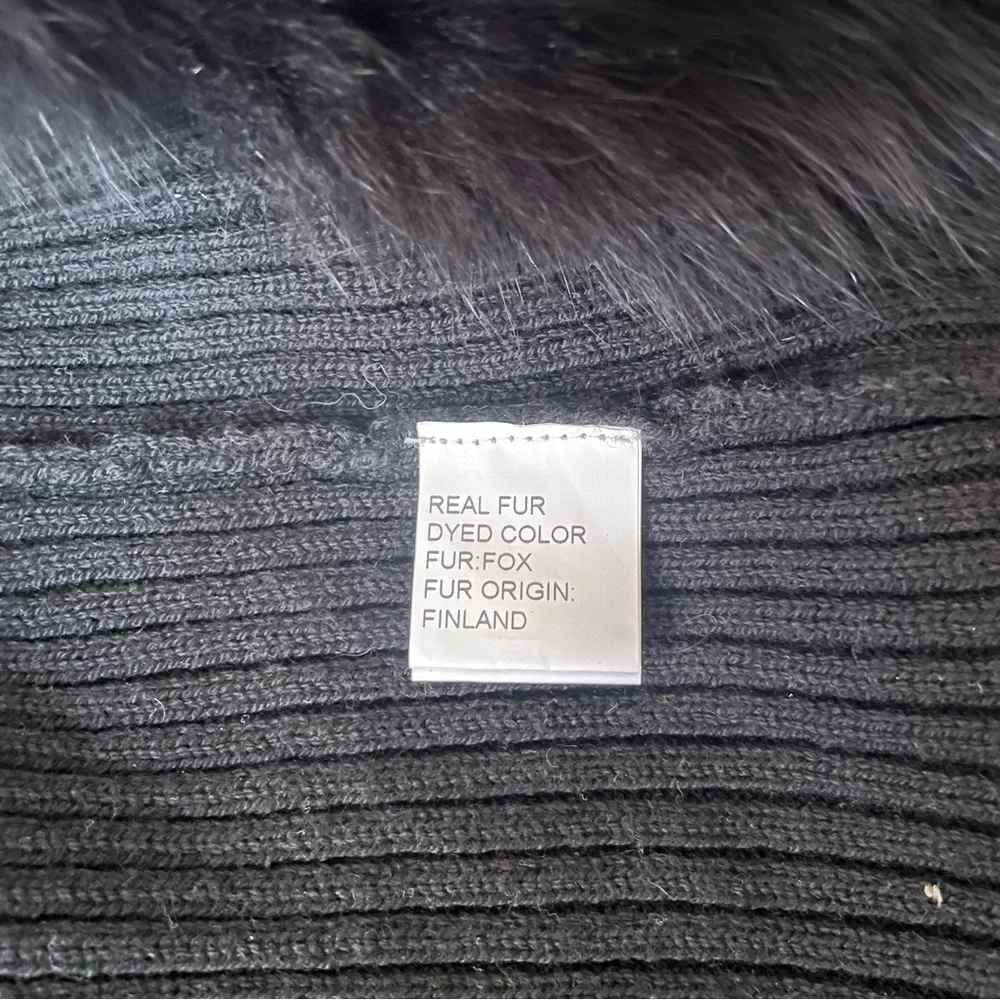 REAL FUR
DYED COLOR
FUR:FOX
FUR ORIGIN:
FINLAND